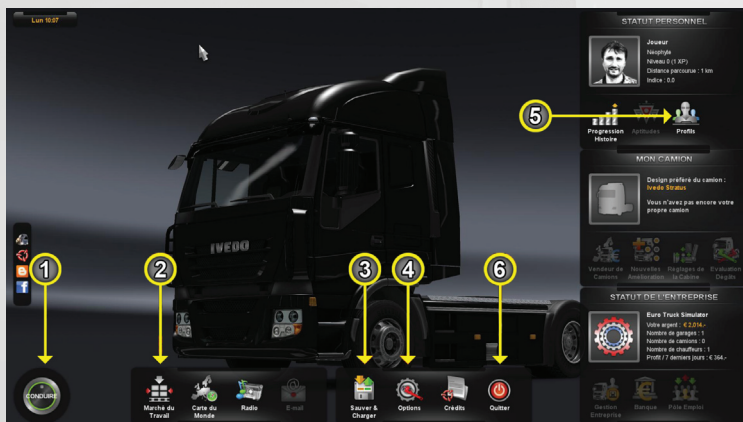 Lun 10:07
STATUT PERSONNEL
Joueur
Néophyte
Niveau 0 (1 XP)
Distance parcourue : 1 km
Indice : 0.0
5
Progression
Histoire
Aptitudes
Profils
MON CAMION
Design préféré du camion :
Ivedo Stratus
Vous n'avez pas encore votre
propre camion
Vendeur de
Camions
Nouvelles
Amélioration
Réglages de
la Cabine
Evaluation
Dégâts
STATUT DE L'ENTREPRISE
Euro Truck Simulator
Votre argent : € 2,014.-
Nombre de garages : 1
Nombre de camions : 0
Nombre de chauffeurs : 1
Profit / 7 derniers jours : € 364.-
Gestion
Entreprise
Banque
Pôle Emploi
IVEDO
1
2
3
4
6
CONDUIRE
Marché du
Travail
Carte du
Monde
Radio
E-mail
Sauver &
Charger
Options
Crédits
Quitter